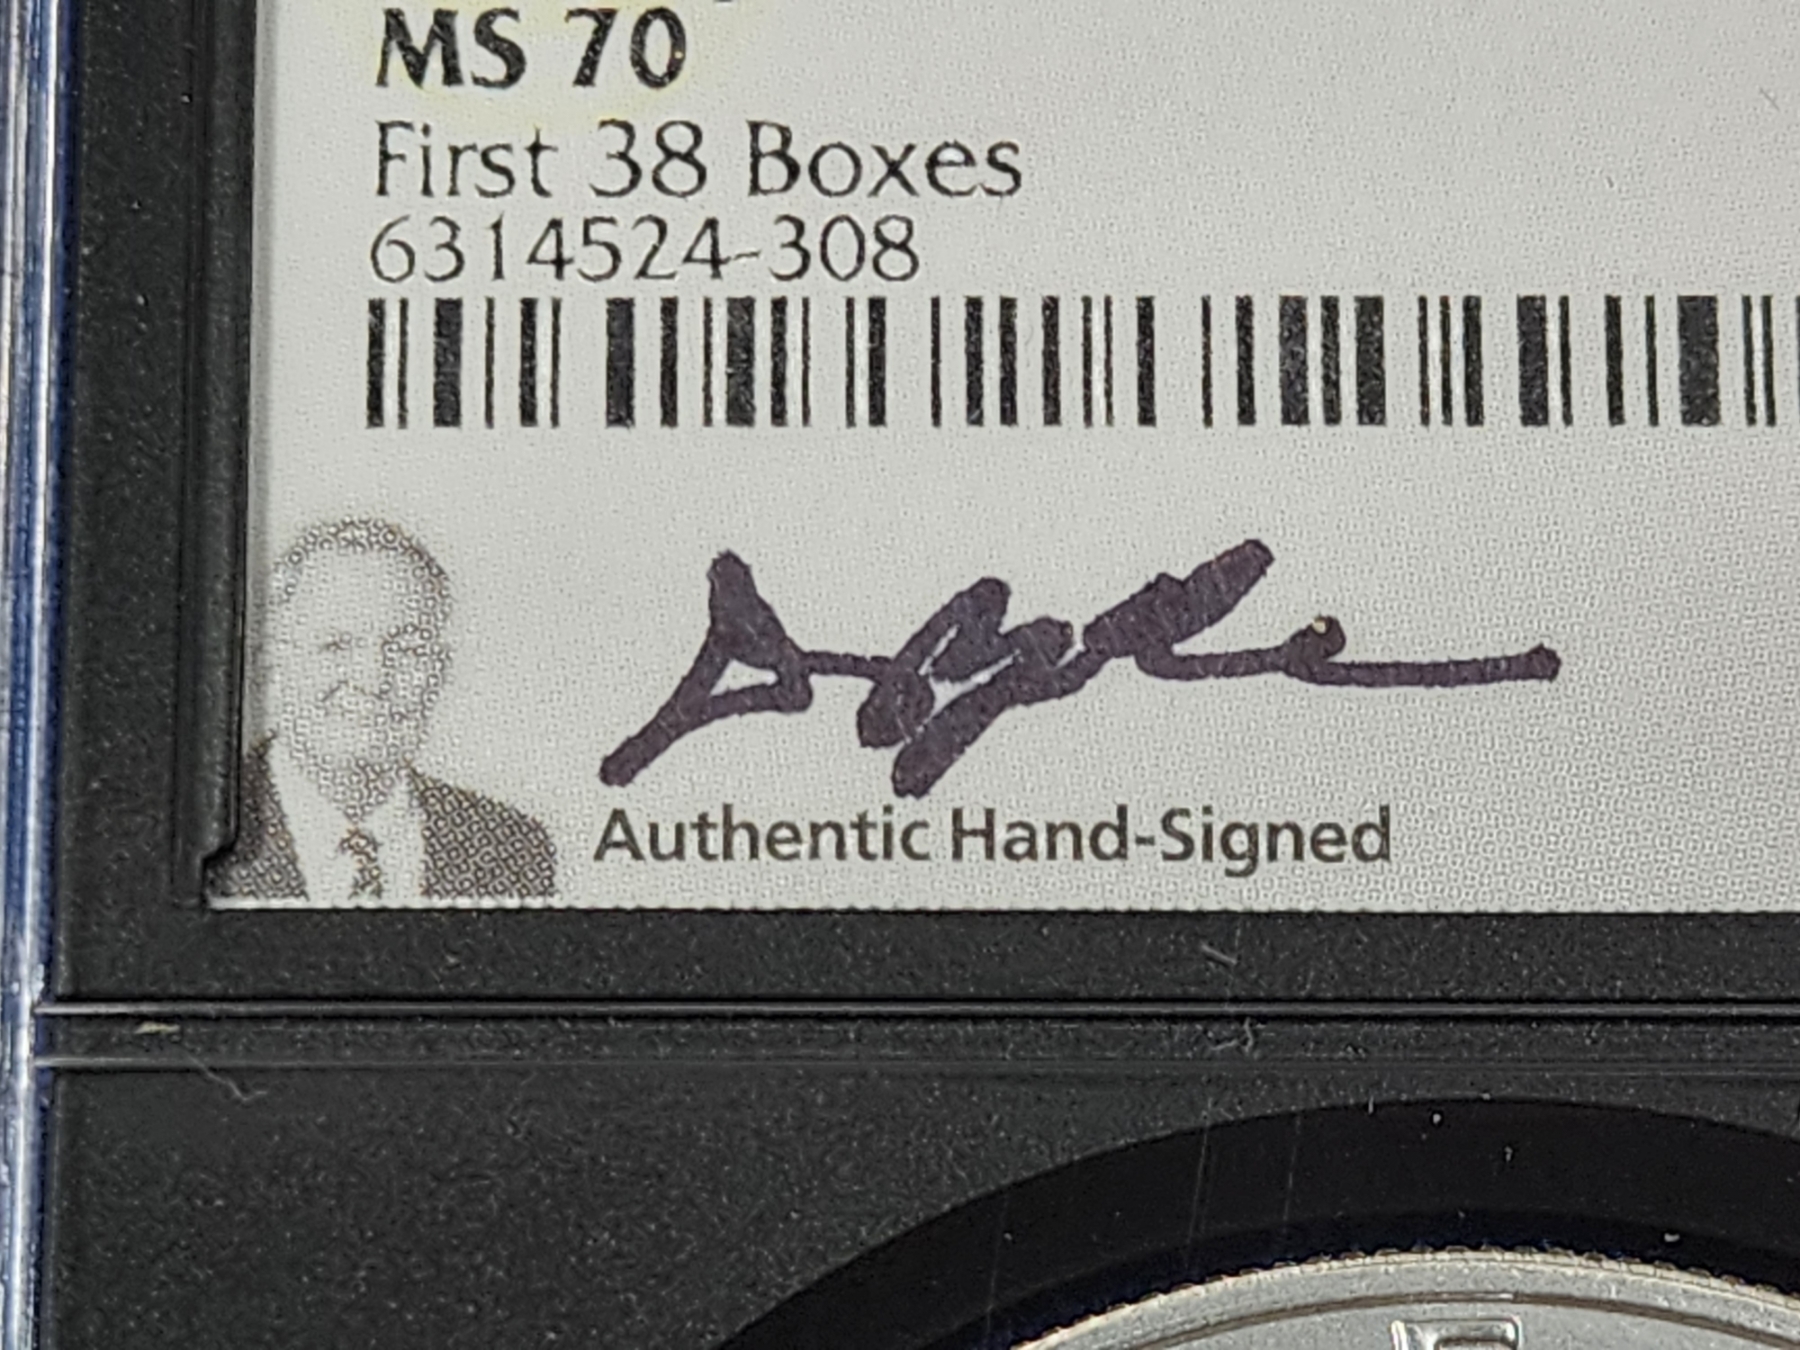 MS 70
First 38 Boxes
6314524-308
Authentic Hand-Signed